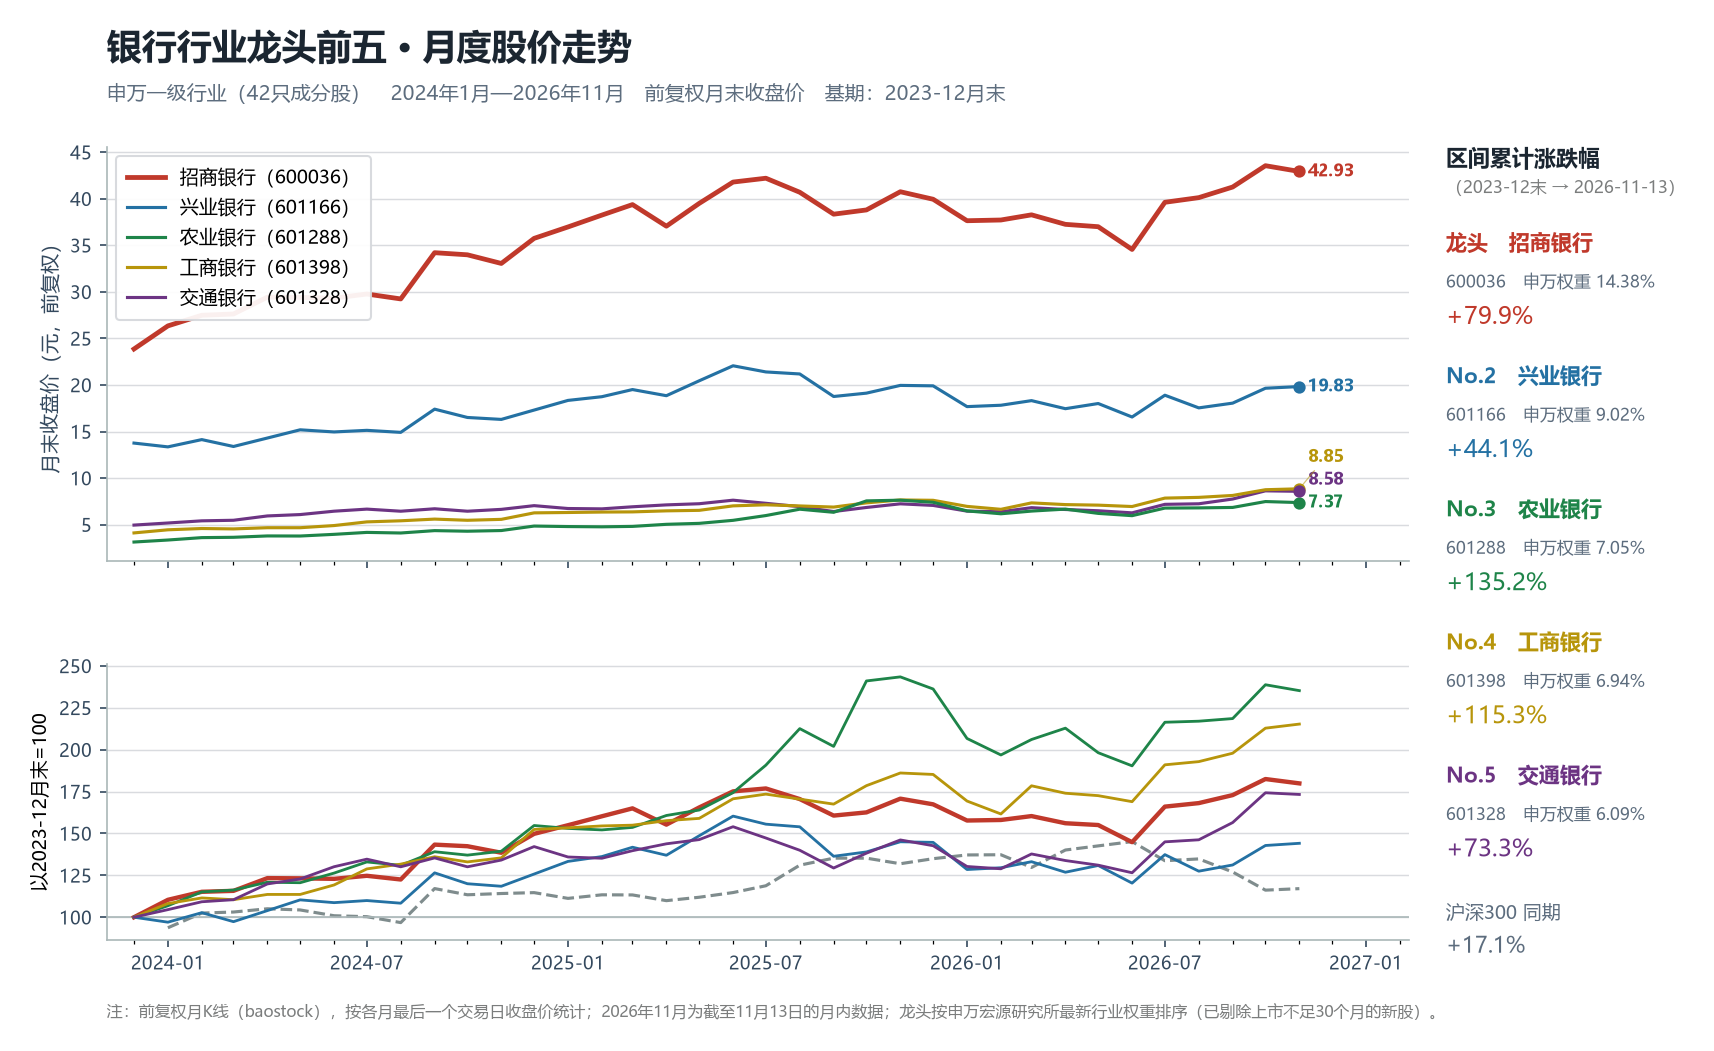 银行行业龙头前五・月度股价走势
申万一级行业（42只成分股） 2024年1月—2026年11月 前复权月末收盘价 基期：2023-12月末
月末收盘价（元，前复权）
45
40
35
30
25
20
15
10
5
招商银行（600036）
兴业银行（601166）
农业银行（601288）
工商银行（601398）
交通银行（601328）
42.93
19.83
8.85
8.58
7.37
以2023-12月末=100
250
225
200
175
150
125
100
2024-01
2024-07
2025-01
2025-07
2026-01
2026-07
2027-01
区间累计涨跌幅
（2023-12末 → 2026-11-13）
龙头 招商银行
600036 申万权重 14.38%
+79.9%
No.2 兴业银行
601166 申万权重 9.02%
+44.1%
No.3 农业银行
601288 申万权重 7.05%
+135.2%
No.4 工商银行
601398 申万权重 6.94%
+115.3%
No.5 交通银行
601328 申万权重 6.09%
+73.3%
沪深300 同期
+17.1%
注：前复权月K线（baostock），按各月最后一个交易日收盘价统计；2026年11月为截至11月13日的月内数据；龙头按申万宏源研究所最新行业权重排序（已剔除上市不足30个月的新股）。